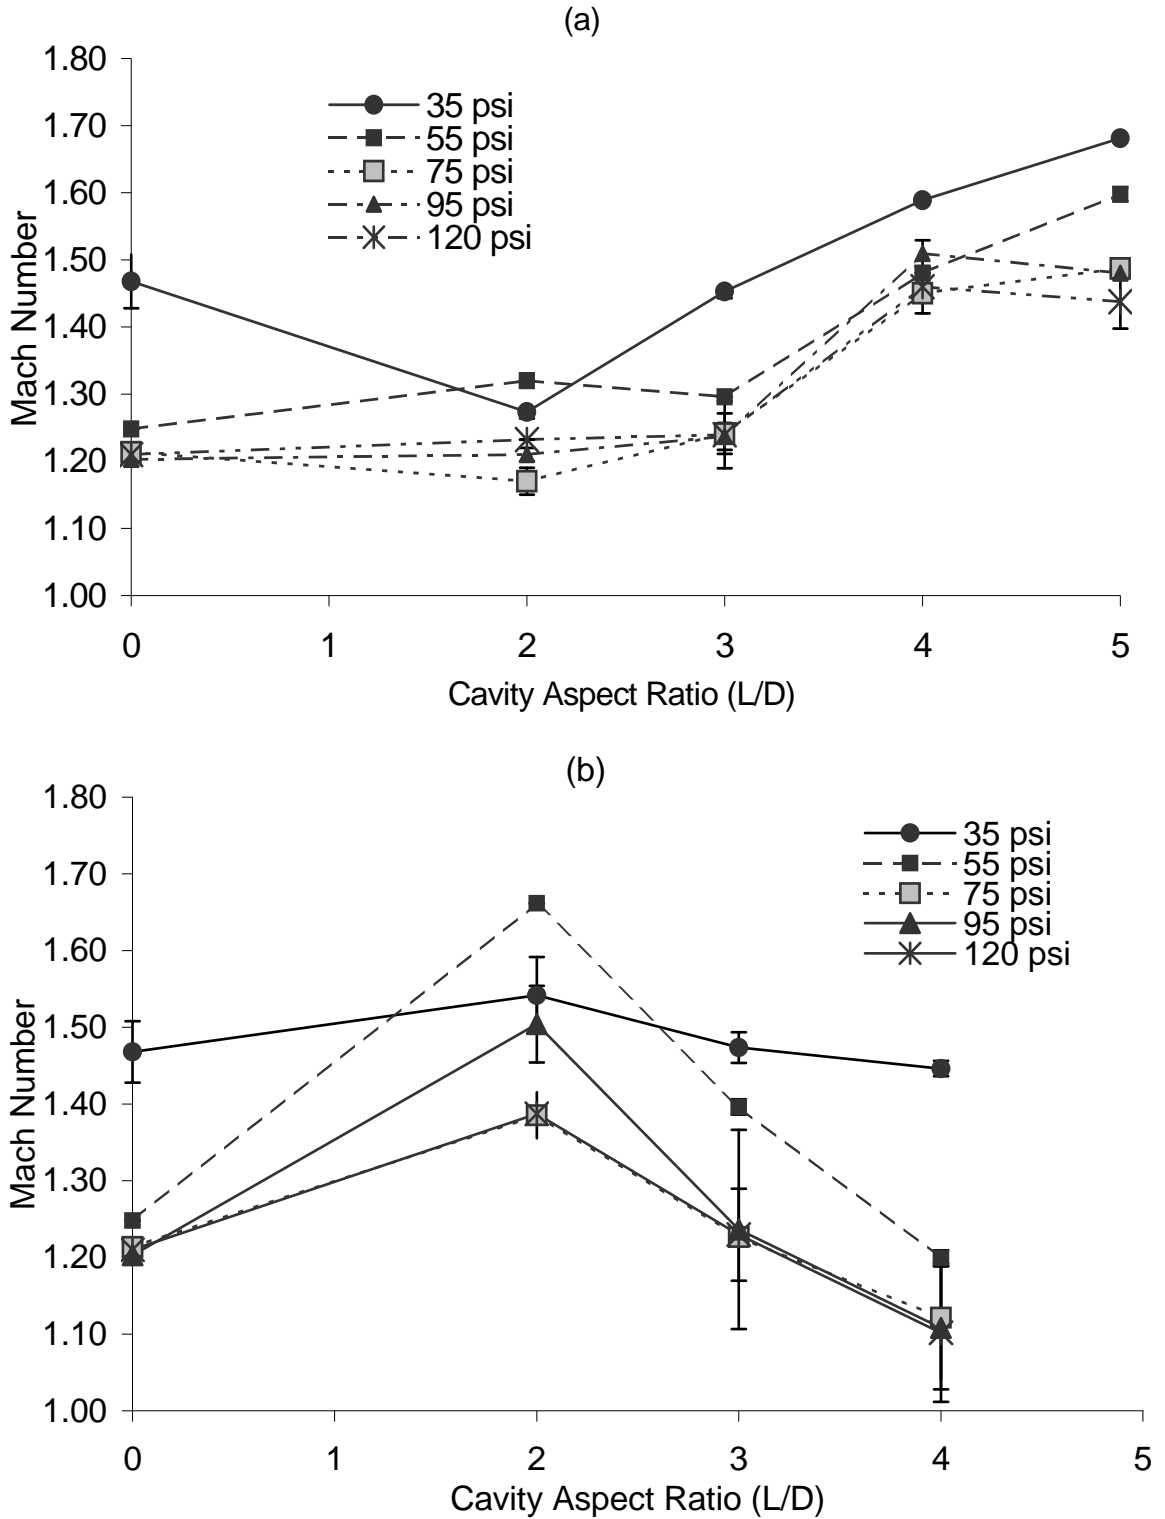 (a)
1.80
1.70
1.60
1.50
1.40
1.30
1.20
1.10
1.00
Mach Number
35 psi
55 psi
75 psi
95 psi
120 psi
0 1 2 3 4 5
Cavity Aspect Ratio (L/D)
(b)
1.80
1.70
1.60
1.50
1.40
1.30
1.20
1.10
1.00
Mach Number
35 psi
55 psi
75 psi
95 psi
120 psi
0 1 2 3 4 5
Cavity Aspect Ratio (L/D)